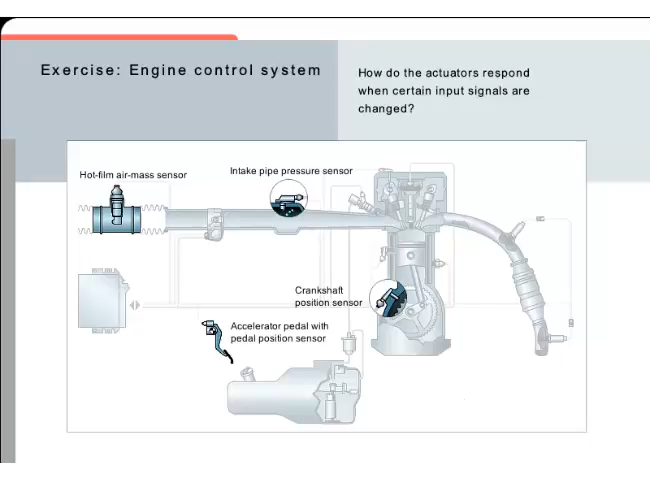 Exercise: Engine control system
How do the actuators respond
when certain input signals are
changed?
Hot-film air-mass sensor
Intake pipe pressure sensor
Crankshaft
position sensor
Accelerator pedal with
pedal position sensor